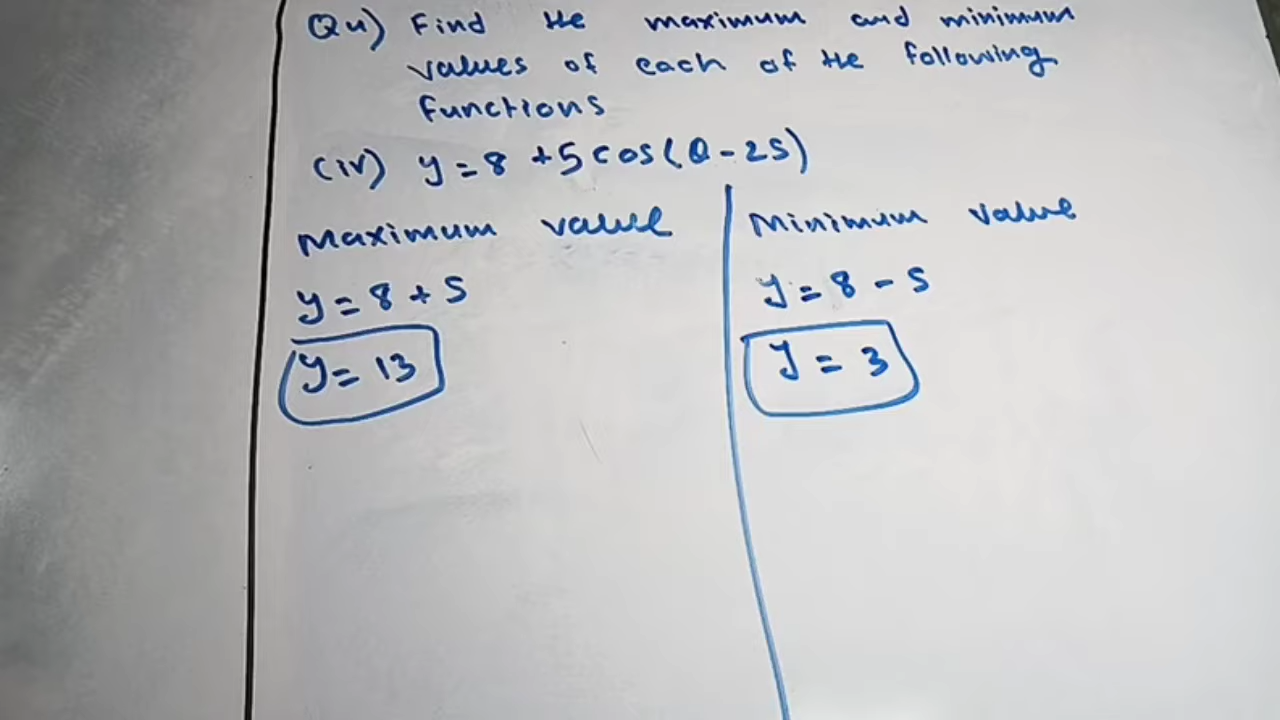 Q4) Find the maximum and minimum
values of each of the following
functions
(iv) y = 8 + 5 cos(θ - 25)
Maximum value
y = 8 + 5
y = 13
Minimum value
y = 8 - 5
y = 3